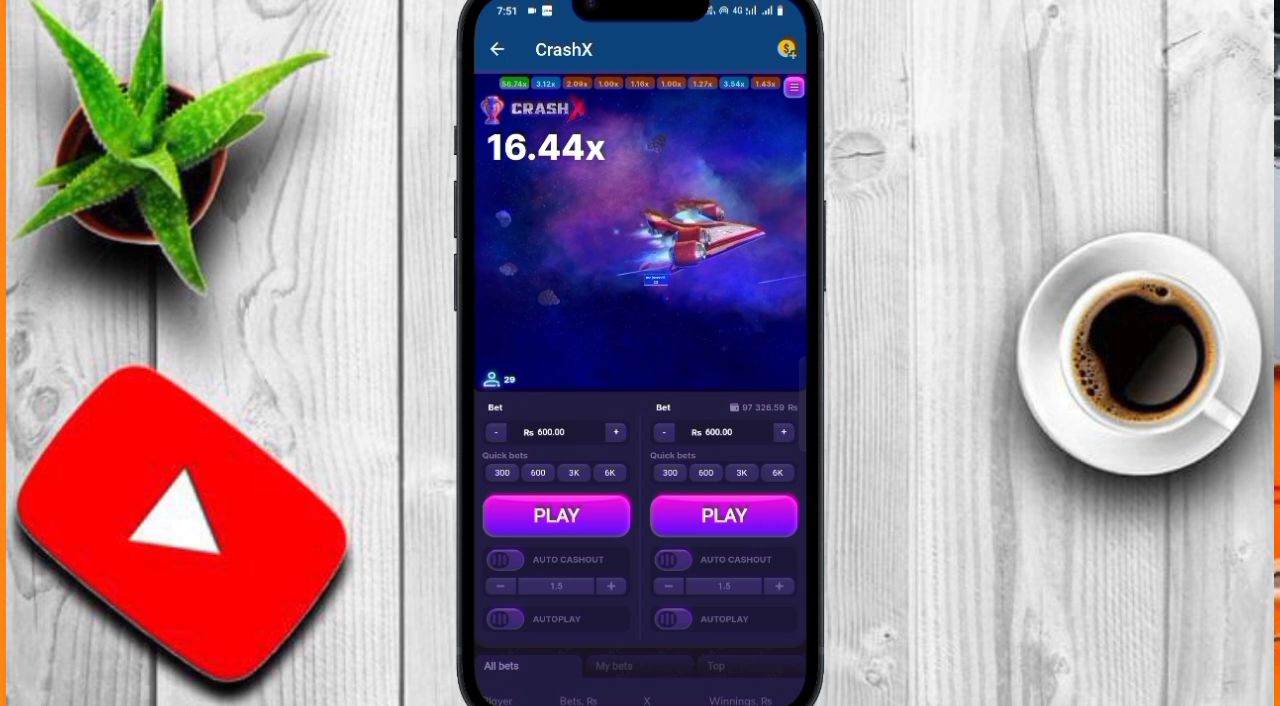 7:51 4G
CrashX
56.74x 3.12x 2.09x 1.00x 1.16x 1.00x 1.27x 3.54x 1.43x
CRASH X
16.44x
29
Bet Bet 97 326.59 Rs
- Rs 600.00 + - Rs 600.00 +
Quick bets Quick bets
300 600 3K 6K 300 600 3K 6K
PLAY PLAY
AUTO CASHOUT AUTO CASHOUT
- 1.5 + - 1.5 +
AUTOPLAY AUTOPLAY
All bets My bets Top
Player Bets, Rs X Winnings, Rs